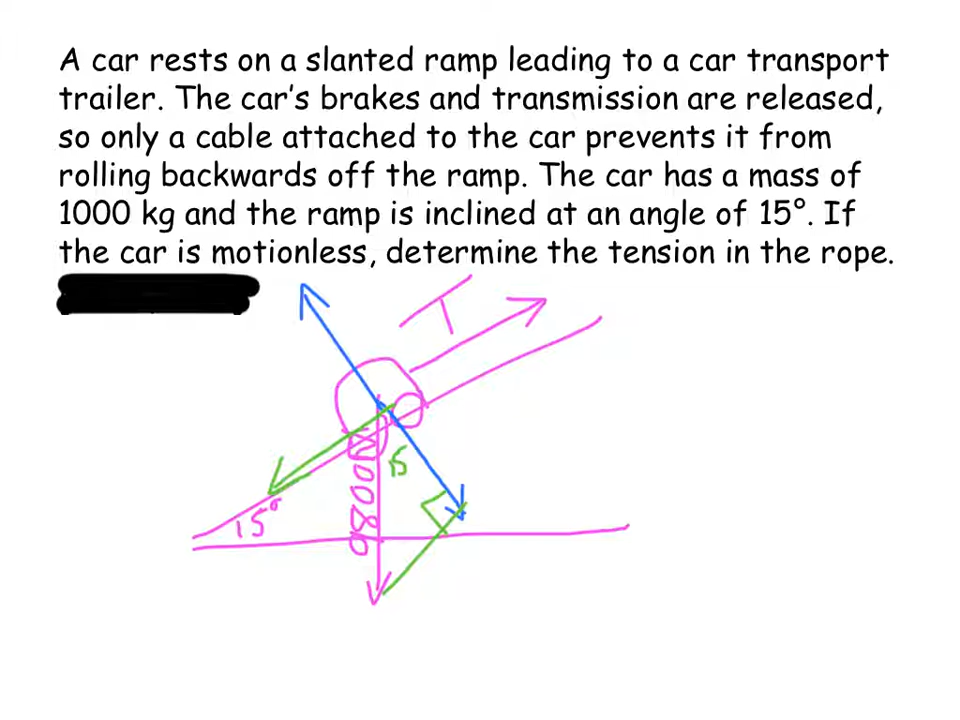 A car rests on a slanted ramp leading to a car transport
trailer. The car's brakes and transmission are released,
so only a cable attached to the car prevents it from
rolling backwards off the ramp. The car has a mass of
1000 kg and the ramp is inclined at an angle of 15°. If
the car is motionless, determine the tension in the rope.
T
9800N
15
15°